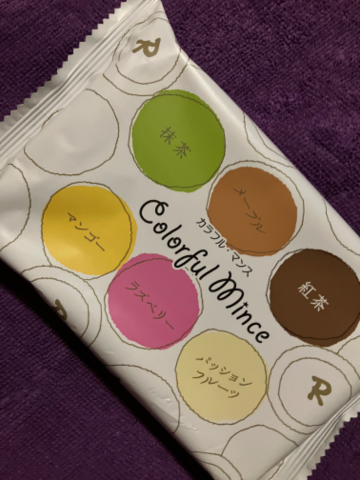 R
抹茶
メープル
マンゴー
カラフル・マンス
Colorful Mince
紅茶
ラズベリー
パッション
フルーツ
R
R